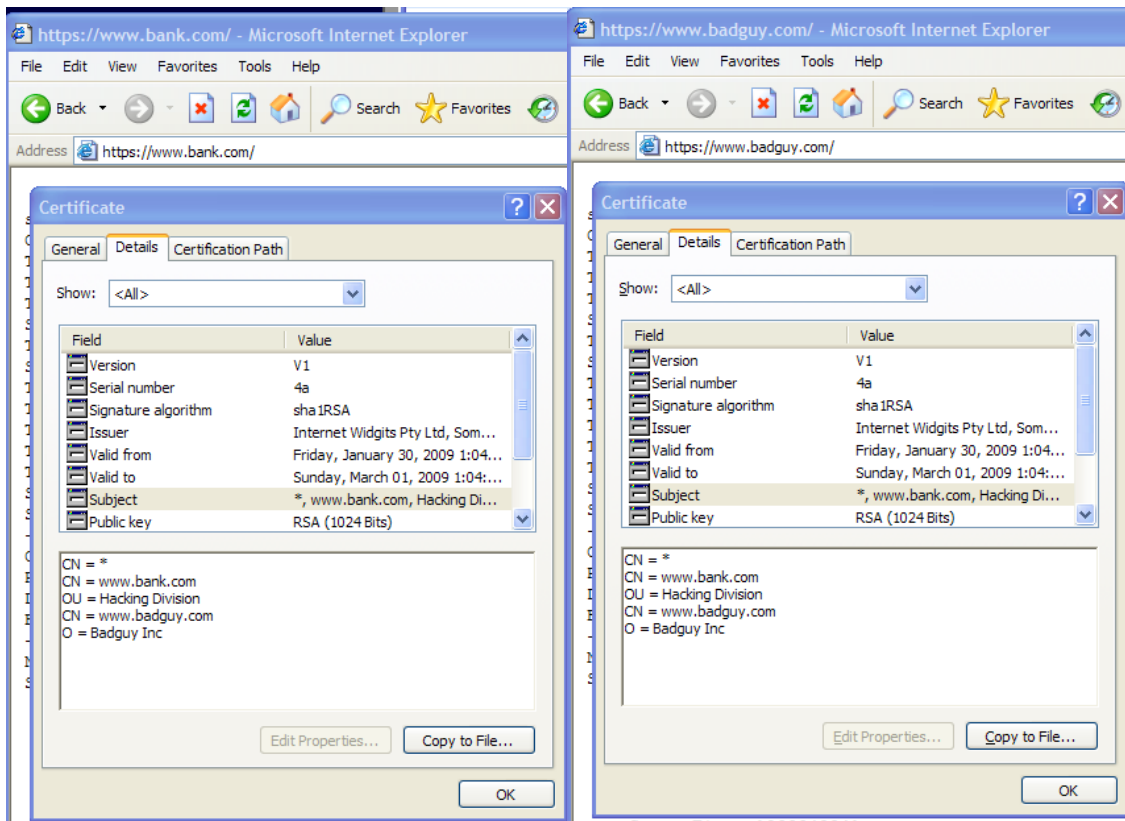 https://www.bank.com/ - Microsoft Internet Explorer
File Edit View Favorites Tools Help
Back Search Favorites
Address https://www.bank.com/
Certificate
General Details Certification Path
Show: <All>
Field Value
Version V1
Serial number 4a
Signature algorithm sha1RSA
Issuer Internet Widgits Pty Ltd, Som...
Valid from Friday, January 30, 2009 1:04...
Valid to Sunday, March 01, 2009 1:04:...
Subject *, www.bank.com, Hacking Di...
Public key RSA (1024 Bits)
CN = *
CN = www.bank.com
OU = Hacking Division
CN = www.badguy.com
O = Badguy Inc
Edit Properties... Copy to File...
OK
https://www.badguy.com/ - Microsoft Internet Explorer
File Edit View Favorites Tools Help
Back Search Favorites
Address https://www.badguy.com/
Certificate
General Details Certification Path
Show: <All>
Field Value
Version V1
Serial number 4a
Signature algorithm sha1RSA
Issuer Internet Widgits Pty Ltd, Som...
Valid from Friday, January 30, 2009 1:04...
Valid to Sunday, March 01, 2009 1:04:...
Subject *, www.bank.com, Hacking Di...
Public key RSA (1024 Bits)
CN = *
CN = www.bank.com
OU = Hacking Division
CN = www.badguy.com
O = Badguy Inc
Edit Properties... Copy to File...
OK